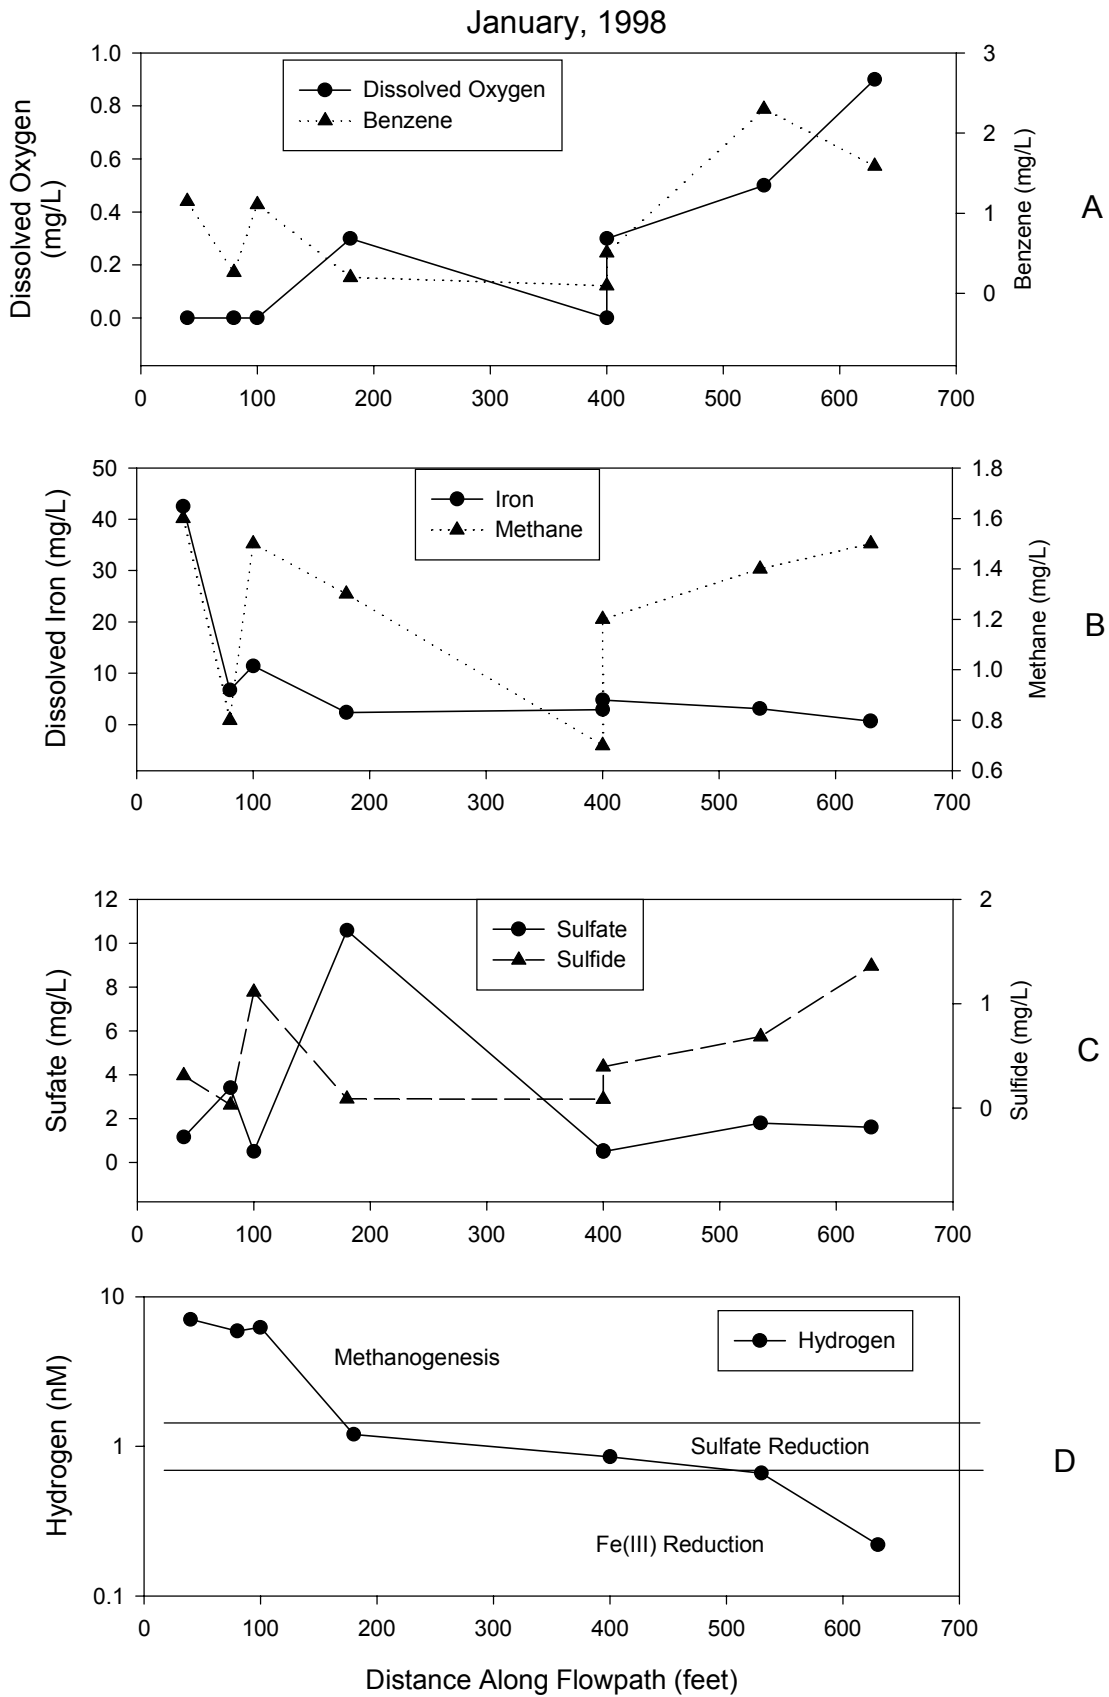 January, 1998
Dissolved Oxygen
(mg/L)
1.0
0.8
0.6
0.4
0.2
0.0
Dissolved Oxygen
Benzene
3
2
1
0
Benzene (mg/L)
A
0 100 200 300 400 500 600 700
Dissolved Iron (mg/L)
50
40
30
20
10
0
Iron
Methane
1.8
1.6
1.4
1.2
1.0
0.8
0.6
Methane (mg/L)
B
0 100 200 300 400 500 600 700
Sufate (mg/L)
12
10
8
6
4
2
0
Sulfate
Sulfide
2
1
0
Sulfide (mg/L)
C
0 100 200 300 400 500 600 700
Hydrogen (nM)
10
1
0.1
Hydrogen
Methanogenesis
Sulfate Reduction
Fe(III) Reduction
D
0 100 200 300 400 500 600 700
Distance Along Flowpath (feet)